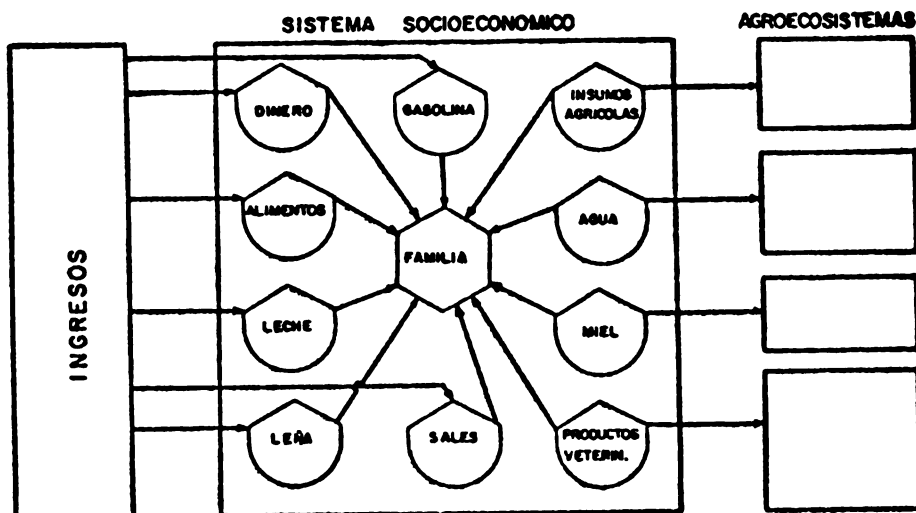 SISTEMA SOCIOECONOMICO
AGROECOSISTEMAS
INGRESOS
DINERO
GASOLINA
INSUMOS
AGRICOLAS.
ALIMENTOS
AGUA
FAMILIA
LECHE
MIEL
LEÑA
SALES
PRODUCTOS
VETERIN.